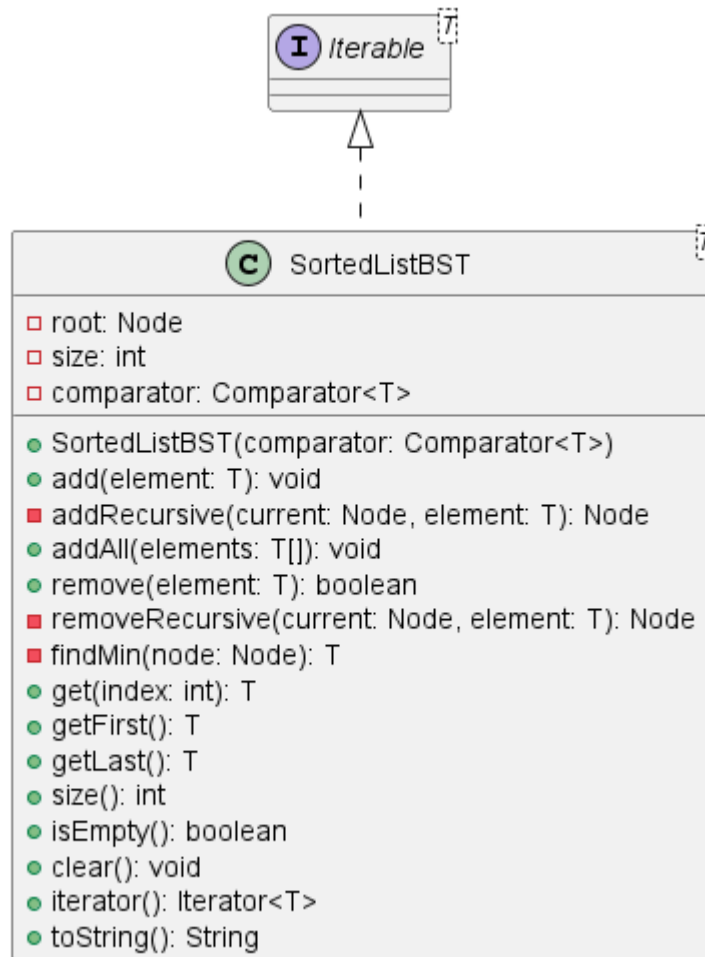 I Iterable T
C SortedListBST T
root: Node
size: int
comparator: Comparator<T>
SortedListBST(comparator: Comparator<T>)
add(element: T): void
addRecursive(current: Node, element: T): Node
addAll(elements: T[]): void
remove(element: T): boolean
removeRecursive(current: Node, element: T): Node
findMin(node: Node): T
get(index: int): T
getFirst(): T
getLast(): T
size(): int
isEmpty(): boolean
clear(): void
iterator(): Iterator<T>
toString(): String